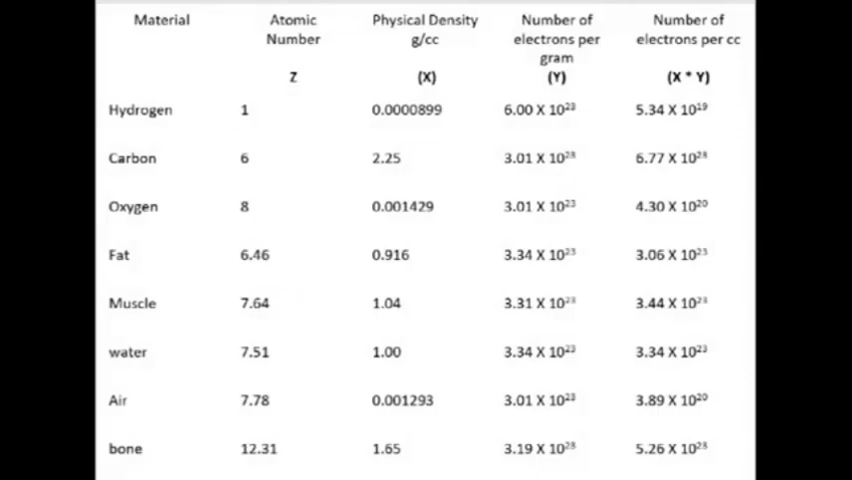 Material Atomic Number Physical Density g/cc Number of electrons per gram Number of electrons per cc
Z (X) (Y) (X * Y)
Hydrogen 1 0.0000899 6.00 X 10²³ 5.34 X 10¹⁹
Carbon 6 2.25 3.01 X 10²³ 6.77 X 10²³
Oxygen 8 0.001429 3.01 X 10²³ 4.30 X 10²⁰
Fat 6.46 0.916 3.34 X 10²³ 3.06 X 10²³
Muscle 7.64 1.04 3.31 X 10²³ 3.44 X 10²³
water 7.51 1.00 3.34 X 10²³ 3.34 X 10²³
Air 7.78 0.001293 3.01 X 10²³ 3.89 X 10²⁰
bone 12.31 1.65 3.19 X 10²³ 5.26 X 10²³